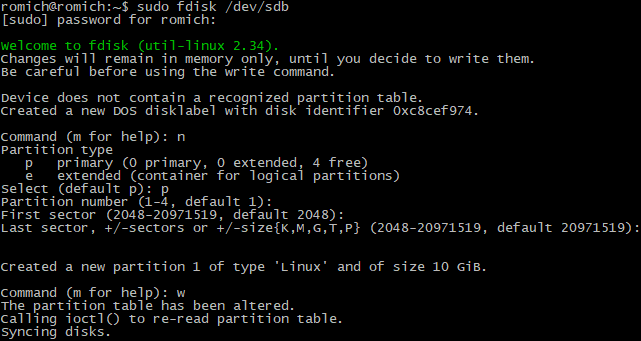 romich@romich:~$ sudo fdisk /dev/sdb
[sudo] password for romich:
Welcome to fdisk (util-linux 2.34).
Changes will remain in memory only, until you decide to write them.
Be careful before using the write command.
Device does not contain a recognized partition table.
Created a new DOS disklabel with disk identifier 0xc8cef974.
Command (m for help): n
Partition type
   p   primary (0 primary, 0 extended, 4 free)
   e   extended (container for logical partitions)
Select (default p): p
Partition number (1-4, default 1):
First sector (2048-20971519, default 2048):
Last sector, +/-sectors or +/-size{K,M,G,T,P} (2048-20971519, default 20971519):
Created a new partition 1 of type 'Linux' and of size 10 GiB.
Command (m for help): w
The partition table has been altered.
Calling ioctl() to re-read partition table.
Syncing disks.